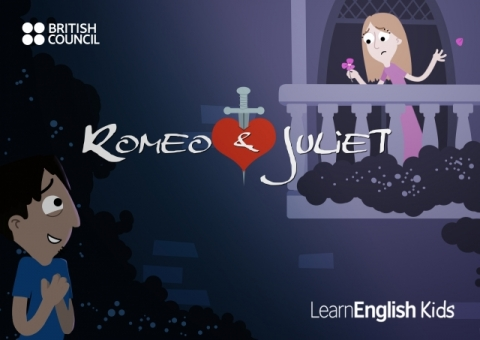 BRITISH
COUNCIL
ROMEO & JULIET
LearnEnglish Kids